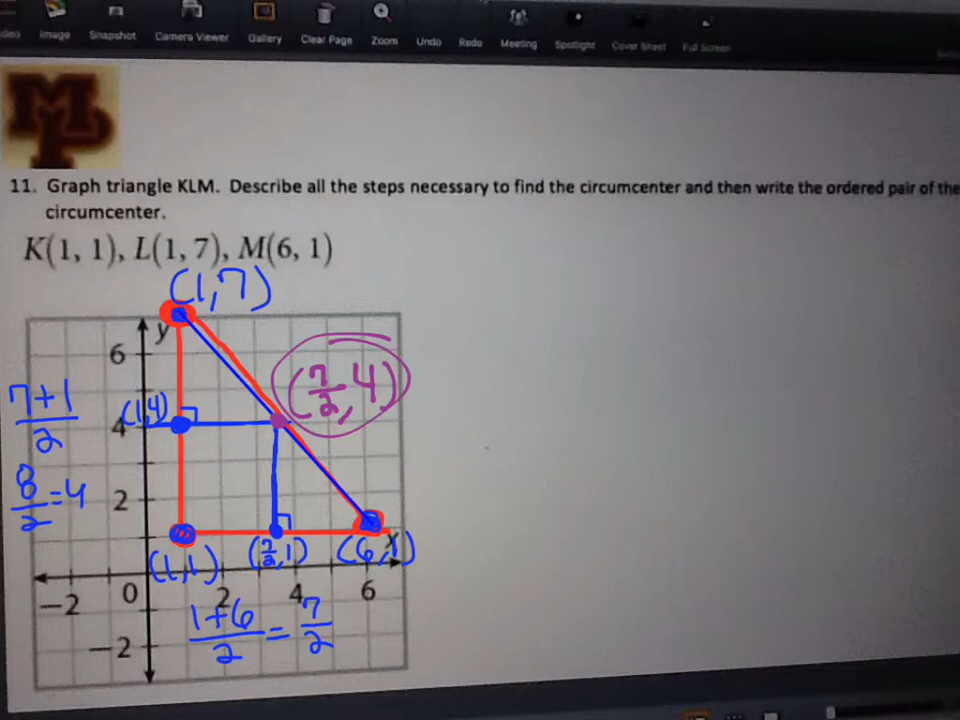 Image Snapshot Camera Viewer Gallery Clear Page Zoom Undo Redo Meeting Spotlight Cover Sheet Full Screen
MP
11. Graph triangle KLM. Describe all the steps necessary to find the circumcenter and then write the ordered pair of the
circumcenter.
K(1, 1), L(1, 7), M(6, 1)
(1,7)
y
6
(7/2, 4)
7+1/2
(1,4)
4
8/2=4
2
(1,1) (7/2,1) (6,1)
x
-2 0 2 4 6
1+6/2 = 7/2
-2